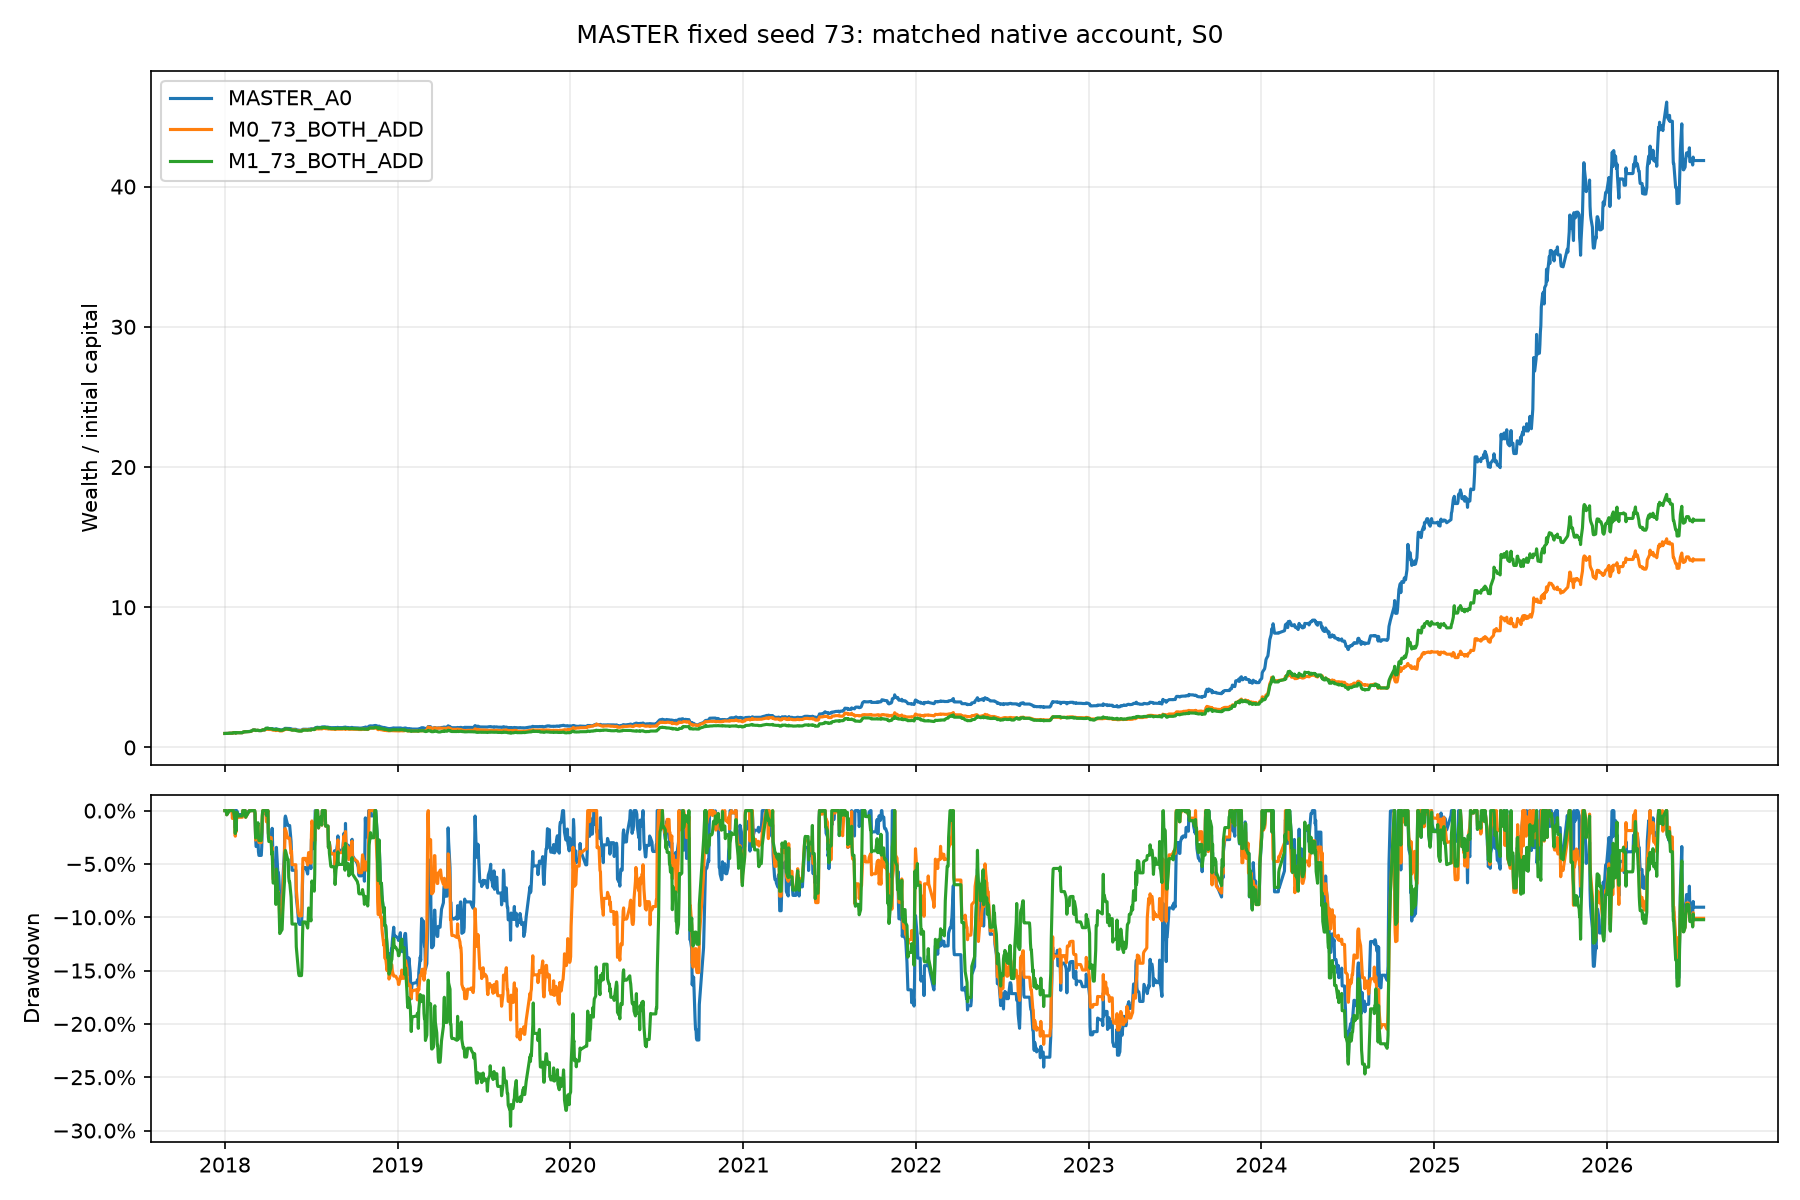 MASTER fixed seed 73: matched native account, S0
MASTER_A0
M0_73_BOTH_ADD
M1_73_BOTH_ADD
Wealth / initial capital
40
30
20
10
0
Drawdown
0.0%
−5.0%
−10.0%
−15.0%
−20.0%
−25.0%
−30.0%
2018 2019 2020 2021 2022 2023 2024 2025 2026